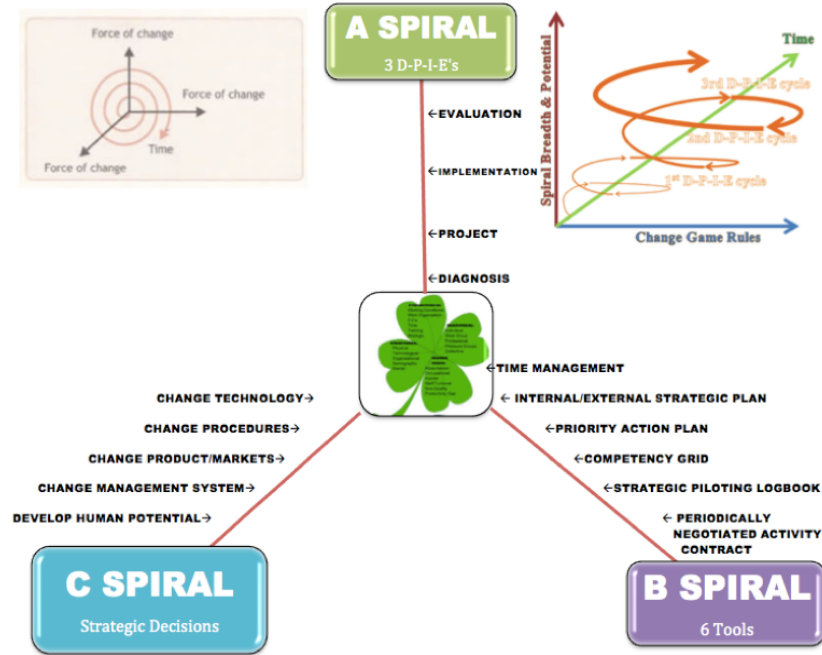 Force of change
Force of change
Time
Force of change
A SPIRAL
3 D-P-I-E's
←EVALUATION
←IMPLEMENTATION
←PROJECT
←DIAGNOSIS
Time
3rd D-P-I-E cycle
2nd D-P-I-E cycle
1st D-P-I-E cycle
Spiral Breadth & Potential
Change Game Rules
←TIME MANAGEMENT
← INTERNAL/EXTERNAL STRATEGIC PLAN
←PRIORITY ACTION PLAN
←COMPETENCY GRID
←STRATEGIC PILOTING LOGBOOK
← PERIODICALLY
NEGOTIATED ACTIVITY
CONTRACT
CHANGE TECHNOLOGY→
CHANGE PROCEDURES→
CHANGE PRODUCT/MARKETS→
CHANGE MANAGEMENT SYSTEM→
DEVELOP HUMAN POTENTIAL→
C SPIRAL
Strategic Decisions
B SPIRAL
6 Tools